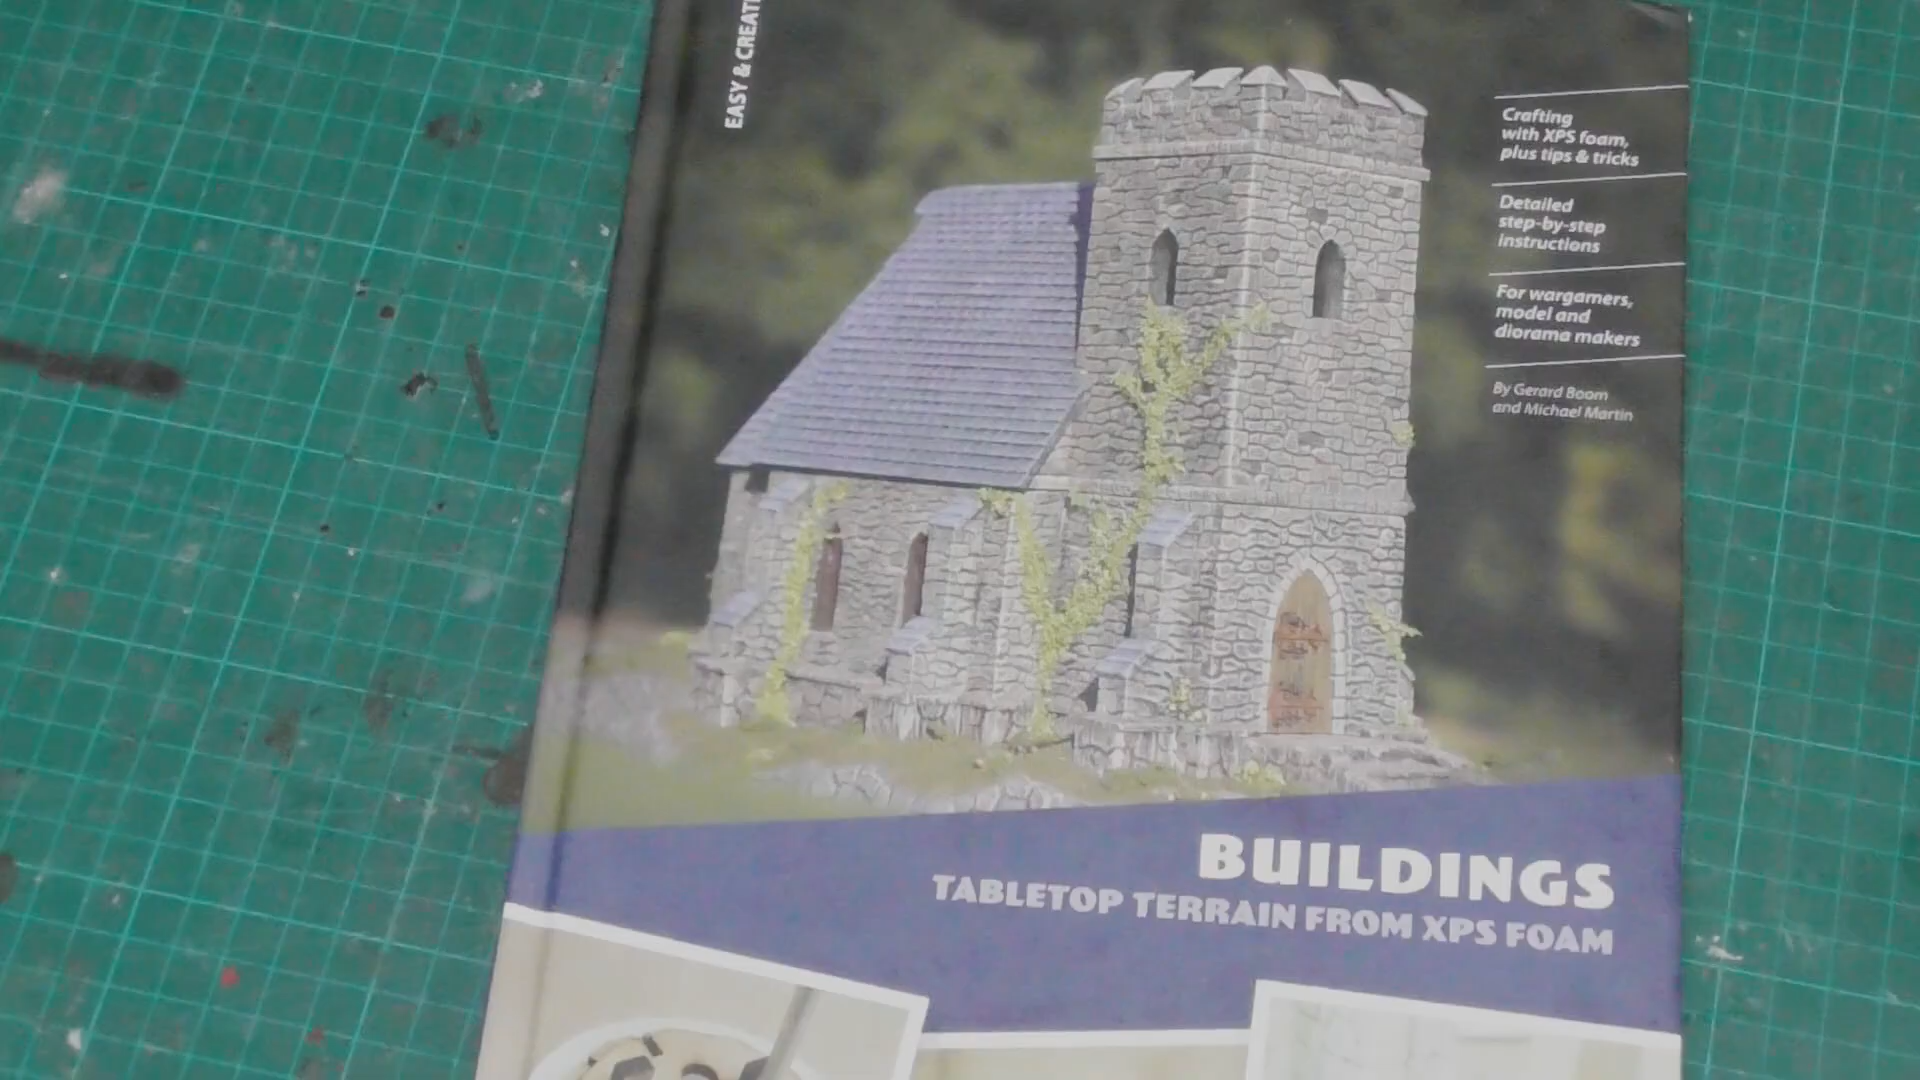 EASY & CREATI
Crafting
with XPS foam,
plus tips & tricks
Detailed
step-by-step
instructions
For wargamers,
model and
diorama makers
By Gerard Boom
and Michael Martin
BUILDINGS
TABLETOP TERRAIN FROM XPS FOAM